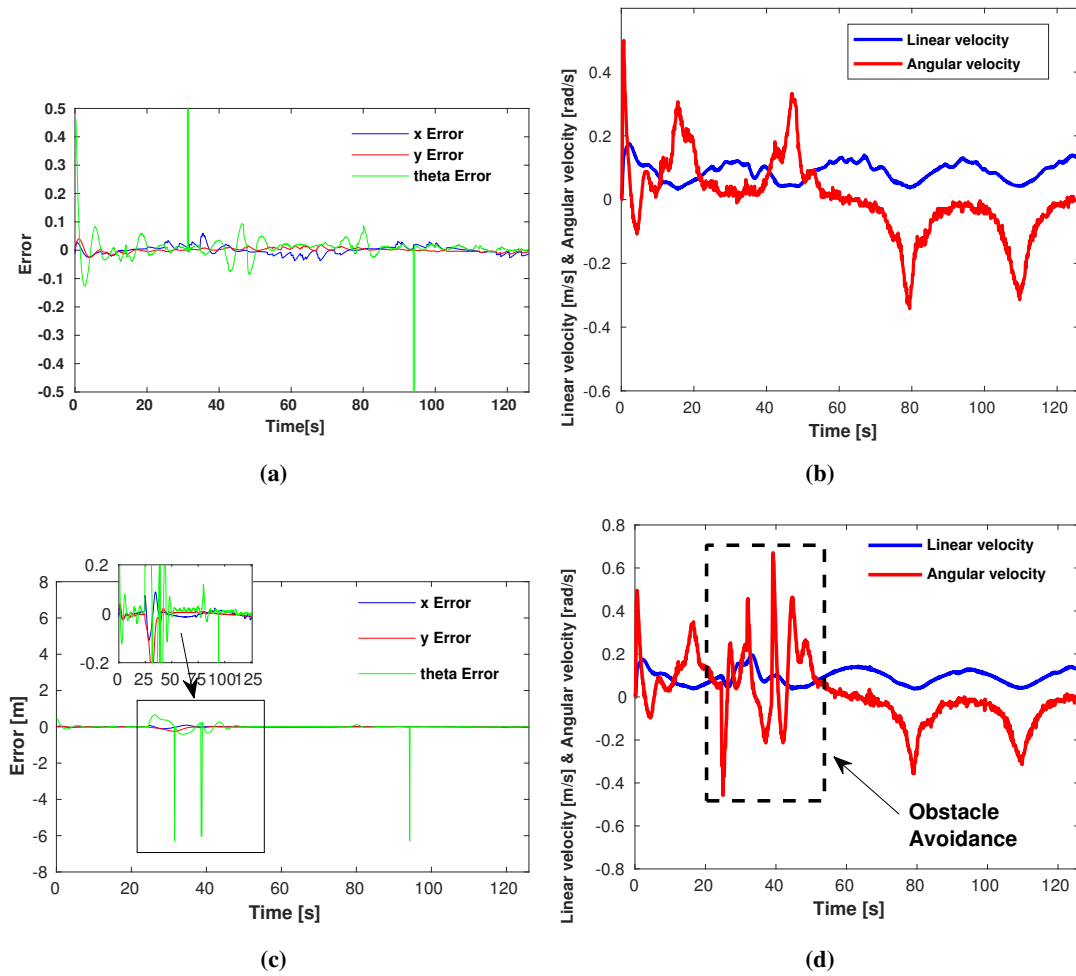 0.5
0.4
0.3
0.2
0.1
0
-0.1
-0.2
-0.3
-0.4
-0.5
Error
x Error
y Error
theta Error
0 20 40 60 80 100 120
Time[s]
(a)
0.4
0.2
0
-0.2
-0.4
-0.6
Linear velocity [m/s] & Angular velocity [rad/s]
Linear velocity
Angular velocity
0 20 40 60 80 100 120
Time [s]
(b)
8
6
4
2
0
-2
-4
-6
-8
Error [m]
0.2
0
-0.2
0 25 50 75 100 125
x Error
y Error
theta Error
0 20 40 60 80 100 120
Time [s]
(c)
0.8
0.6
0.4
0.2
0
-0.2
-0.4
-0.6
-0.8
Linear velocity [m/s] & Angular velocity [rad/s]
Linear velocity
Angular velocity
Obstacle
Avoidance
0 20 40 60 80 100 120
Time [s]
(d)